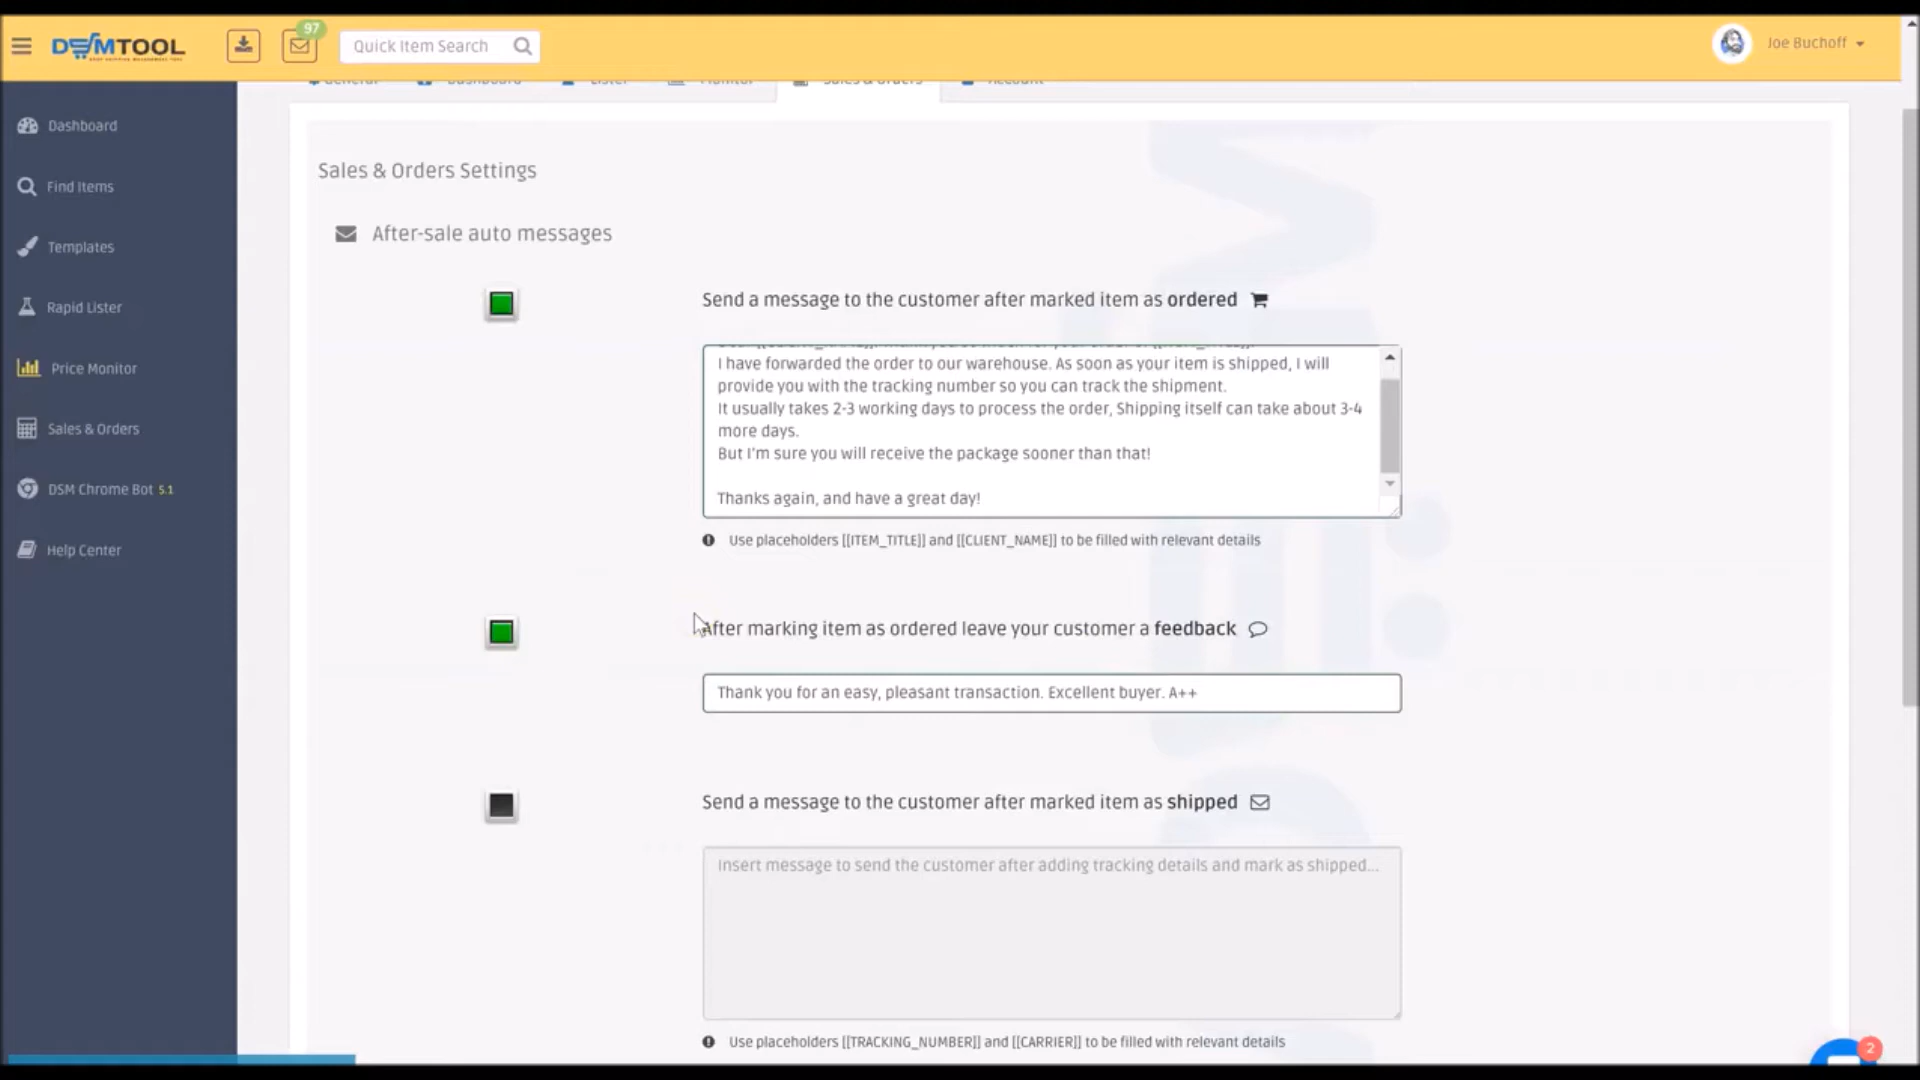 97
DSMTOOL
Quick Item Search
Joe Buchoff
General
Dashboard
Lister
Monitor
Sales & Orders
Account
Dashboard
Find Items
Templates
Rapid Lister
Price Monitor
Sales & Orders
DSM Chrome Bot 5.1
Help Center
Sales & Orders Settings
After-sale auto messages
Send a message to the customer after marked item as ordered
I have forwarded the order to our warehouse. As soon as your item is shipped, I will
provide you with the tracking number so you can track the shipment.
It usually takes 2-3 working days to process the order, Shipping itself can take about 3-4
more days.
But I'm sure you will receive the package sooner than that!
Thanks again, and have a great day!
Use placeholders [[ITEM_TITLE]] and [[CLIENT_NAME]] to be filled with relevant details
After marking item as ordered leave your customer a feedback
Thank you for an easy, pleasant transaction. Excellent buyer. A++
Send a message to the customer after marked item as shipped
Insert message to send the customer after adding tracking details and mark as shipped...
Use placeholders [[TRACKING_NUMBER]] and [[CARRIER]] to be filled with relevant details
2